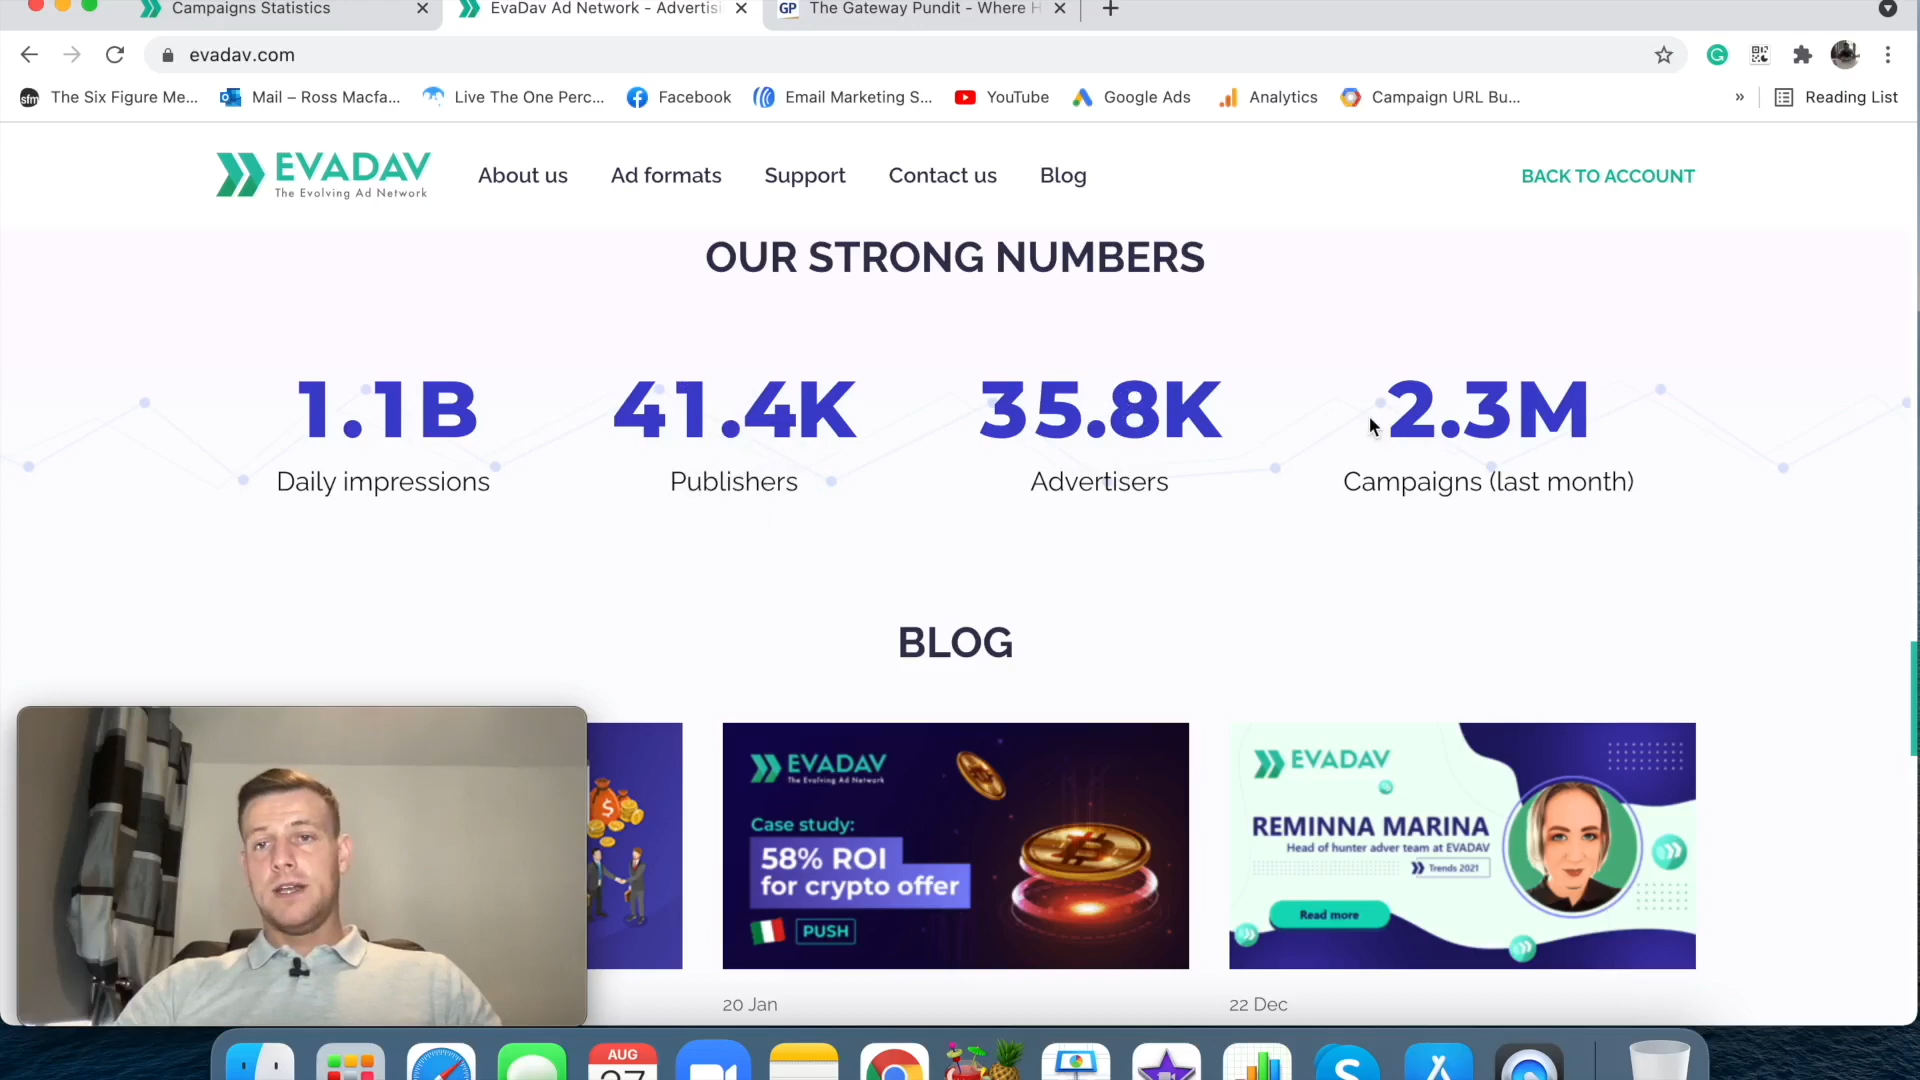 Campaigns Statistics
EvaDav Ad Network - Advertisi
GP
The Gateway Pundit - Where H
evadav.com
sfm
The Six Figure Me...
Mail – Ross Macfa...
Live The One Perc...
Facebook
Email Marketing S...
YouTube
Google Ads
Analytics
Campaign URL Bu...
»
Reading List
EVADAV
The Evolving Ad Network
About us
Ad formats
Support
Contact us
Blog
BACK TO ACCOUNT
OUR STRONG NUMBERS
1.1B
41.4K
35.8K
2.3M
Daily impressions
Publishers
Advertisers
Campaigns (last month)
BLOG
EVADAV
The Evolving Ad Network
Case study:
58% ROI
for crypto offer
PUSH
EVADAV
REMINNA MARINA
Head of hunter adver team at EVADAV
Trends 2021
Read more
20 Jan
22 Dec
AUG
27